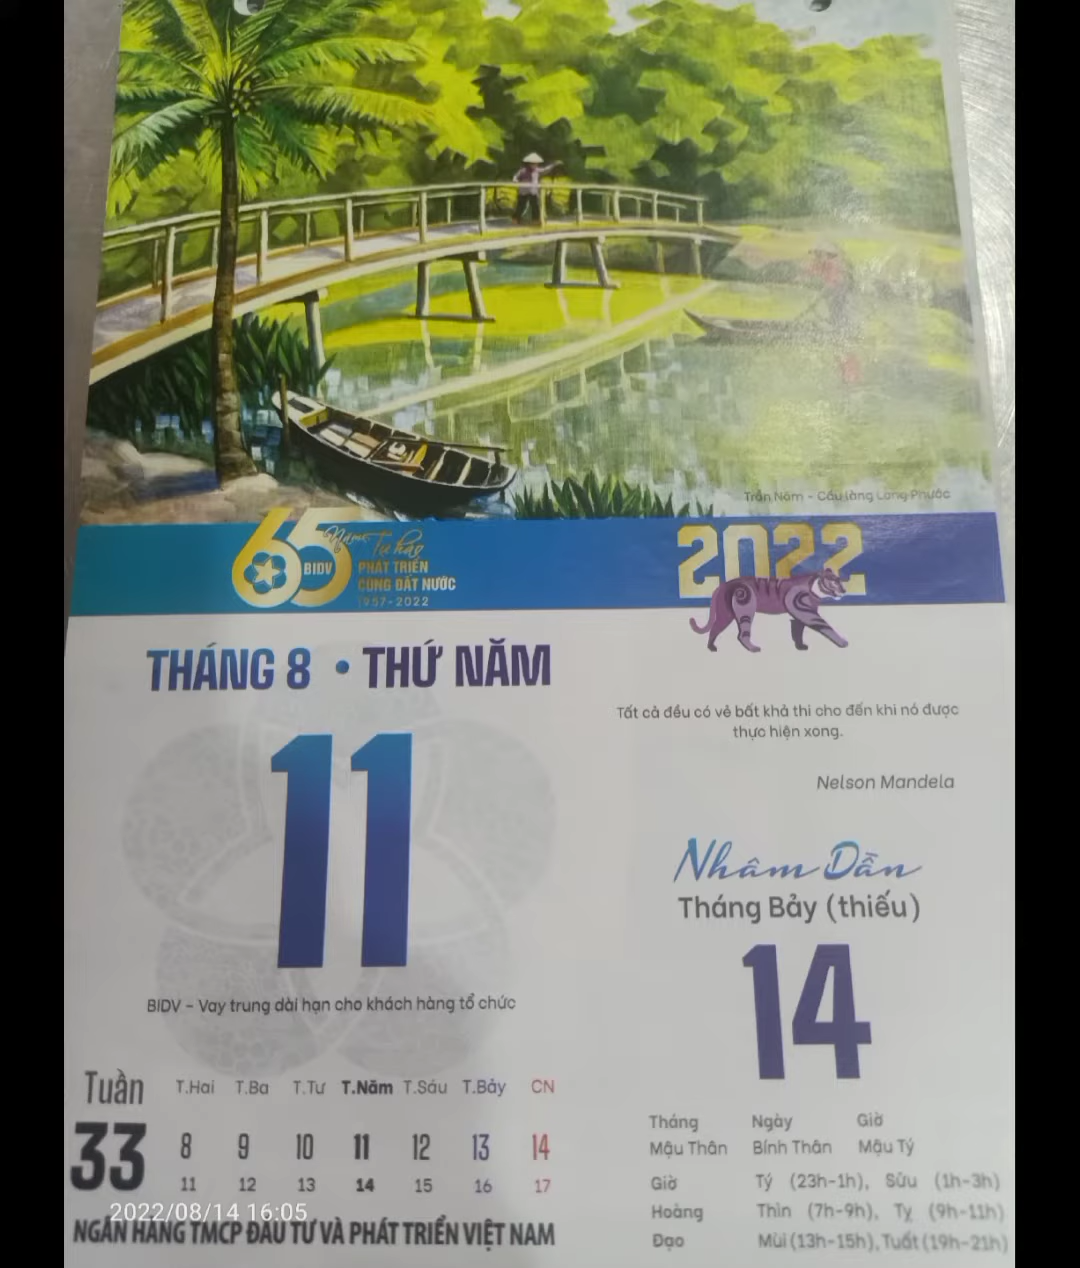 Trần Nâm - Cầu làng Long Phước
65 Năm Tự hào
BIDV
PHÁT TRIỂN
CÙNG ĐẤT NƯỚC
1957-2022
2022
THÁNG 8 • THỨ NĂM
11
BIDV - Vay trung dài hạn cho khách hàng tổ chức
Tất cả đều có vẻ bất khả thi cho đến khi nó được
thực hiện xong.
Nelson Mandela
Nhâm Dần
Tháng Bảy (thiếu)
14
Tuần T.Hai T.Ba T.Tư T.Năm T.Sáu T.Bảy CN
33 8 9 10 11 12 13 14
11 12 13 14 15 16 17
Tháng Ngày Giờ
Mậu Thân Bính Thân Mậu Tý
Giờ Tý (23h-1h), Sửu (1h-3h)
Hoàng Thìn (7h-9h), Tỵ (9h-11h)
Đạo Mùi (13h-15h), Tuất (19h-21h)
2022/08/14 16:05
NGÂN HÀNG TMCP ĐẦU TƯ VÀ PHÁT TRIỂN VIỆT NAM